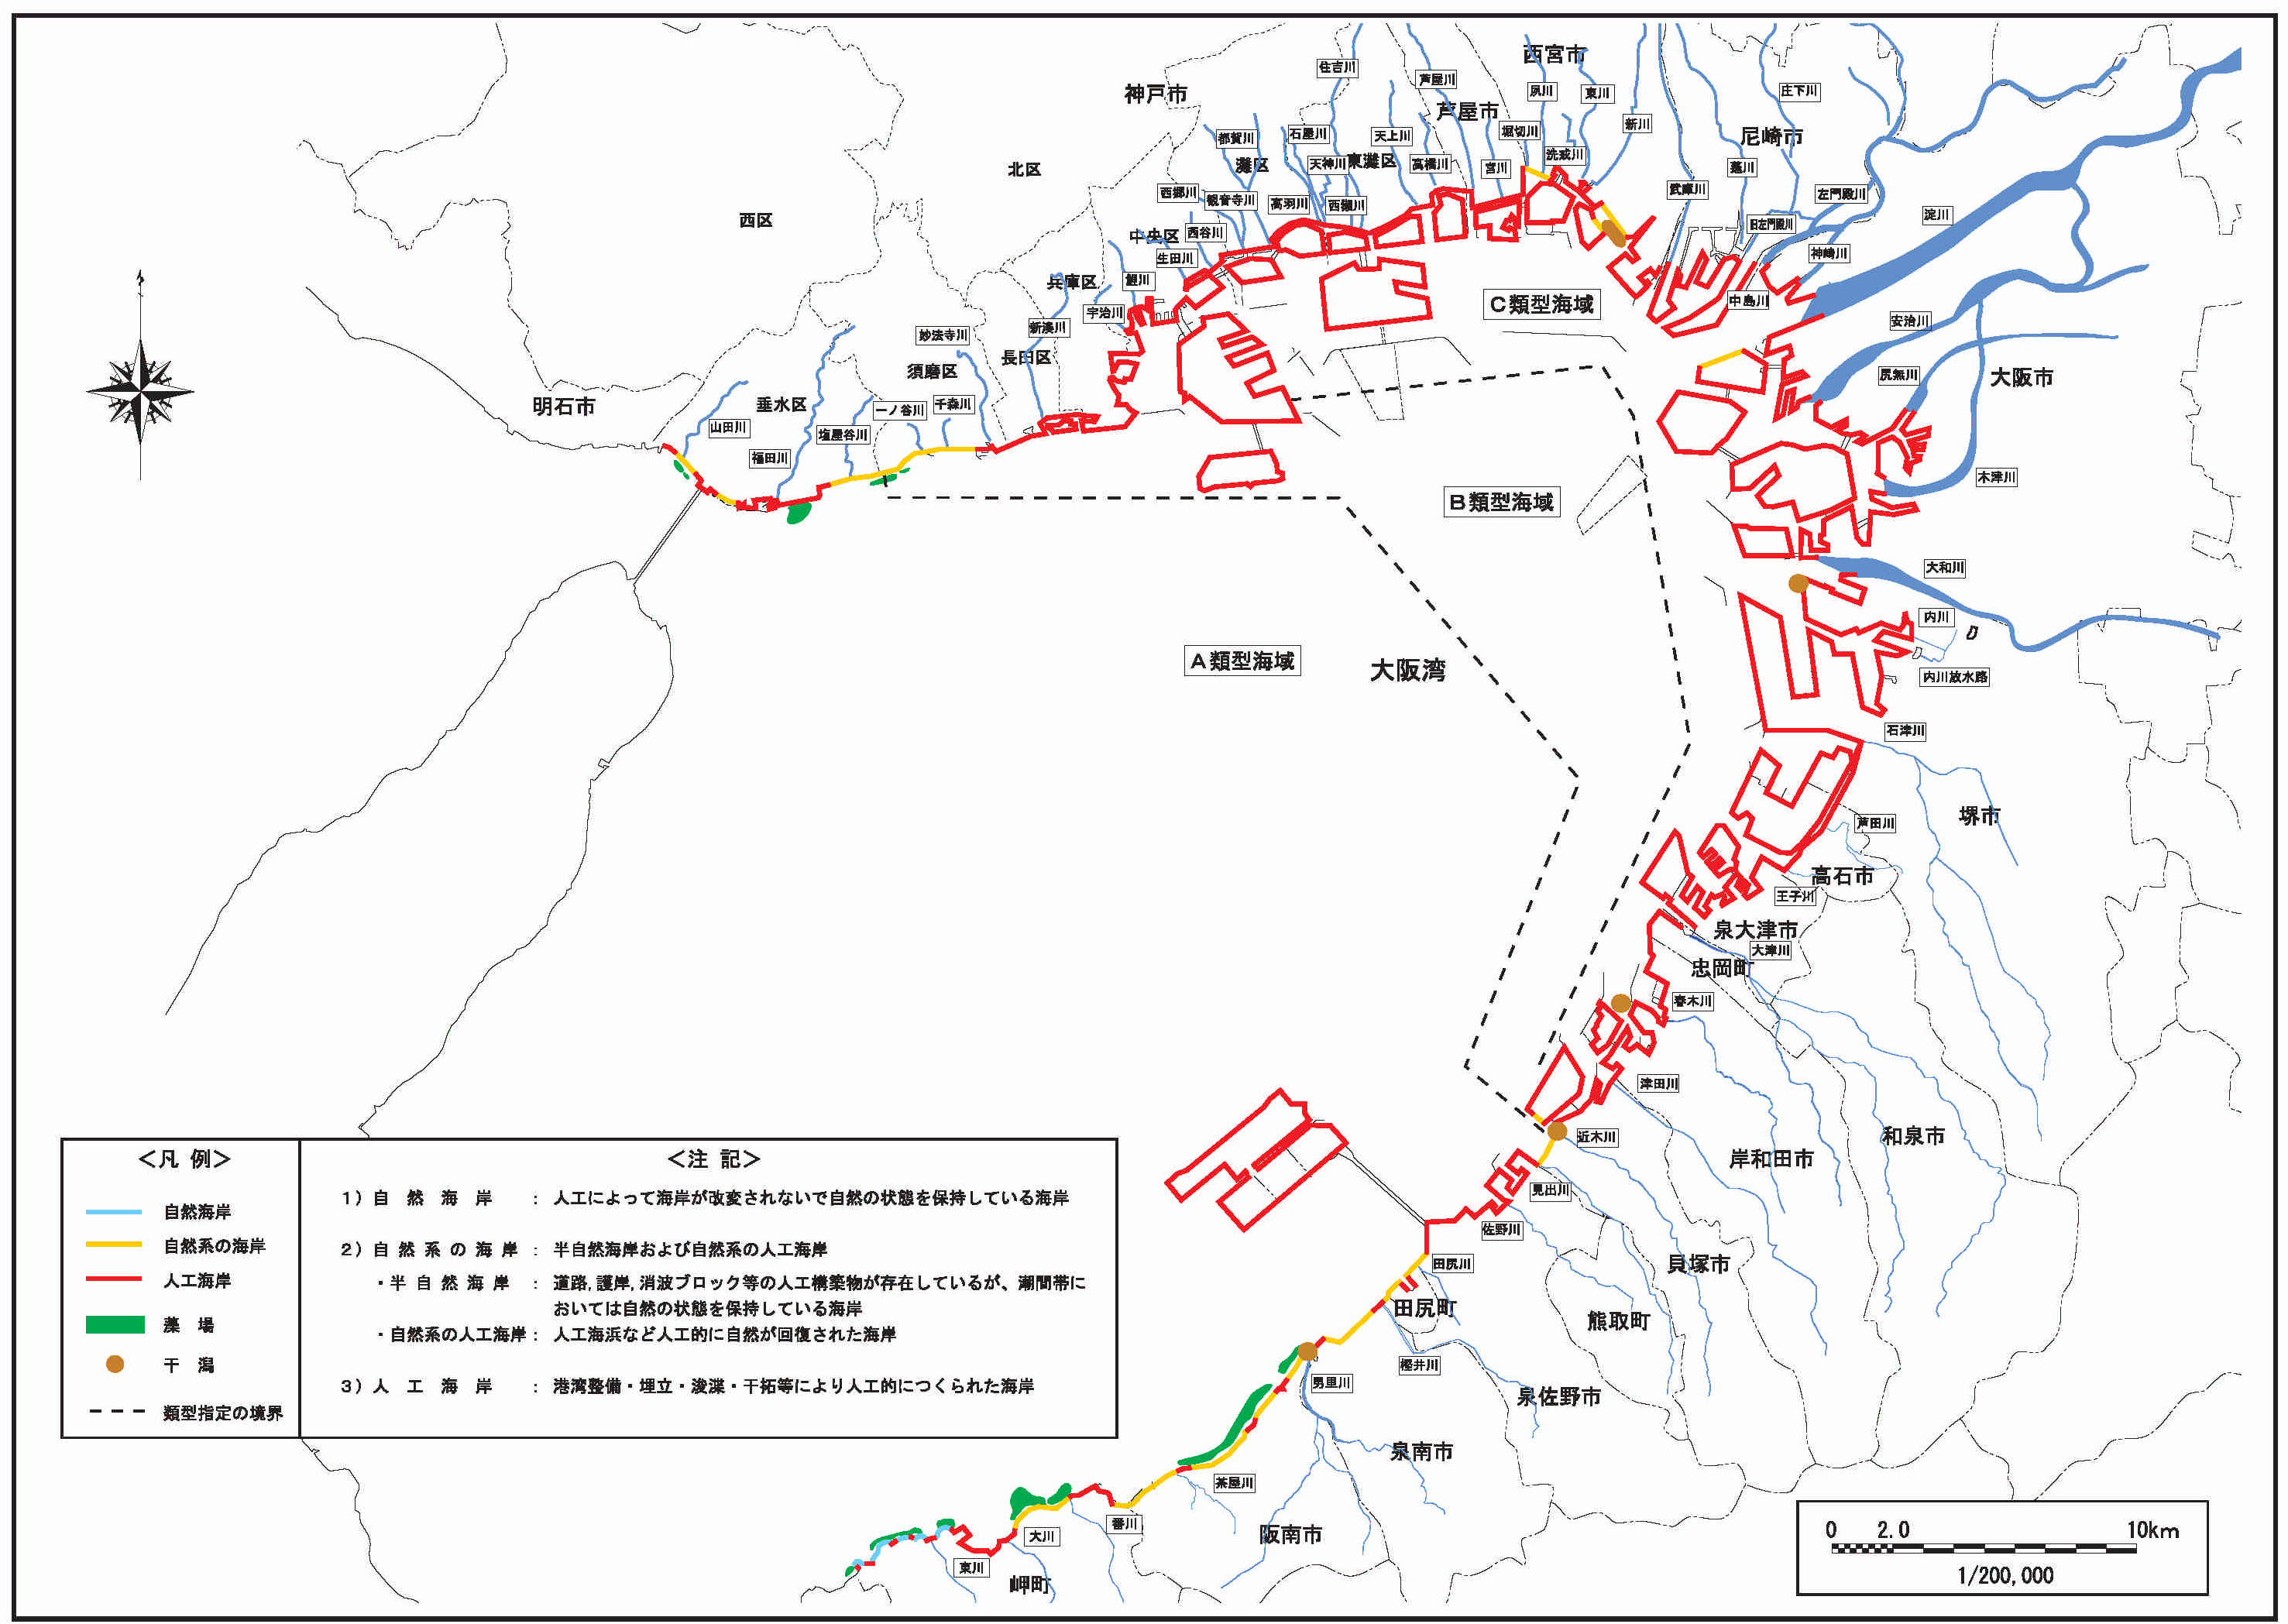 西宮市
住吉川
芦屋川
神戸市
夙川
東川
庄下川
芦屋市
都賀川
石屋川
天上川
堀切川
新川
尼崎市
北区
灘区
天神川
東灘区
高橋川
宮川
洗戎川
蓬川
西郷川
観音寺川
高羽川
武庫川
左門殿川
西区
中央区
西谷川
旧左門殿川
淀川
生田川
神崎川
兵庫区
鯉川
宇治川
C類型海域
中島川
妙法寺川
新湊川
安治川
長田区
須磨区
尻無川
大阪市
明石市
垂水区
一ノ谷川
千森川
山田川
塩屋谷川
福田川
木津川
B類型海域
大和川
内川
A類型海域
大阪湾
内川放水路
石津川
堺市
芦田川
高石市
王子川
泉大津市
大津川
忠岡町
春木川
津田川
近木川
和泉市
岸和田市
見出川
佐野川
田尻川
貝塚市
田尻町
熊取町
樫井川
男里川
泉佐野市
泉南市
茶屋川
番川
大川
阪南市
東川
岬町
＜凡 例＞
自然海岸
自然系の海岸
人工海岸
藻 場
干 潟
類型指定の境界
＜注 記＞
1）自 然 海 岸 ： 人工によって海岸が改変されないで自然の状態を保持している海岸
2）自 然 系 の 海 岸 ： 半自然海岸および自然系の人工海岸
・半 自 然 海 岸 ： 道路,護岸,消波ブロック等の人工構築物が存在しているが、潮間帯に
おいては自然の状態を保持している海岸
・自然系の人工海岸： 人工海浜など人工的に自然が回復された海岸
3）人 工 海 岸 ： 港湾整備・埋立・浚渫・干拓等により人工的につくられた海岸
0 2.0 10km
1/200,000